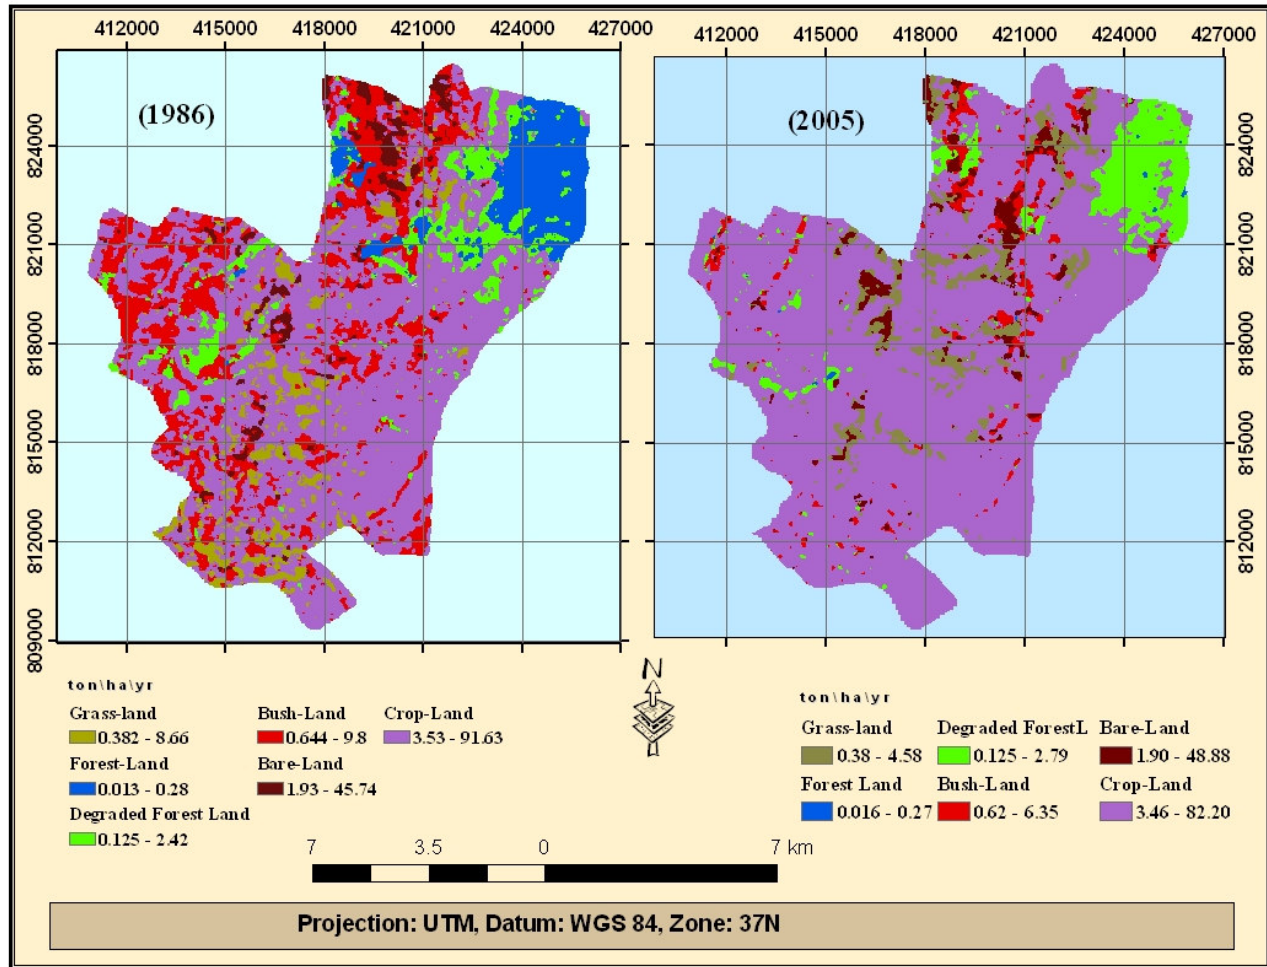 412000 415000 418000 421000 424000 427000
412000 415000 418000 421000 424000 427000
(1986)
(2005)
824000
821000
818000
815000
812000
809000
824000
821000
818000
815000
812000
ton\ha\yr
Grass-land Bush-Land Crop-Land
0.382 - 8.66 0.644 - 9.8 3.53 - 91.63
Forest-Land Bare-Land
0.013 - 0.28 1.93 - 45.74
Degraded Forest Land
0.125 - 2.42
N
ton\ha\yr
Grass-land Degraded ForestL Bare-Land
0.38 - 4.58 0.125 - 2.79 1.90 - 48.88
Forest Land Bush-Land Crop-Land
0.016 - 0.27 0.62 - 6.35 3.46 - 82.20
7 3.5 0 7 km
Projection: UTM, Datum: WGS 84, Zone: 37N